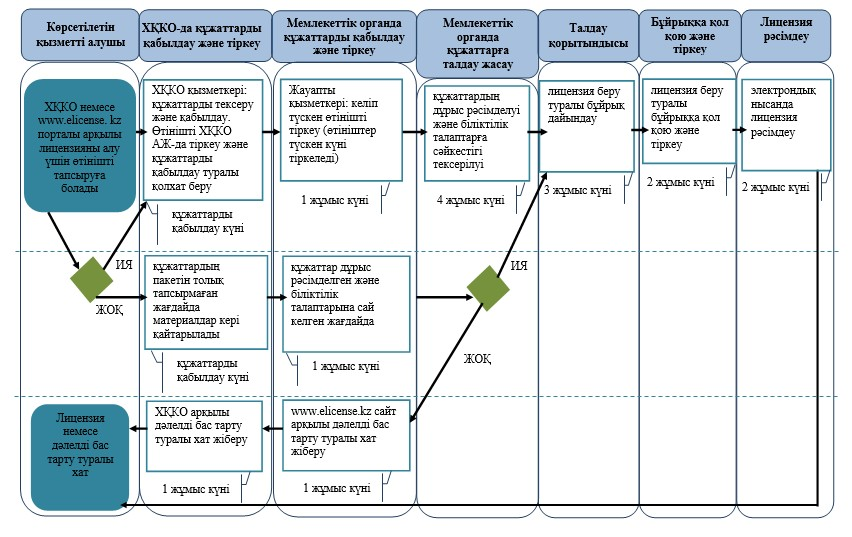 Көрсетілетін
қызметті алушы
ХҚКО-да құжаттарды
қабылдау және тіркеу
Мемлекеттік органда
құжаттарды қабылдау
және тіркеу
Мемлекеттік
органда
құжаттарға
талдау жасау
Талдау
қорытындысы
Бұйрыққа қол
қою және
тіркеу
Лицензия
рәсімдеу
ХҚКО немесе
www.elicense. kz
порталы арқылы
лицензияны алу
үшін өтінішті
тапсыруға
болады
ХҚКО қызметкері:
құжаттарды тексеру
және қабылдау.
Өтінішті ХҚКО
АЖ-да тіркеу және
құжаттарды
қабылдау туралы
қолхат беру
Жауапты
қызметкері: келіп
түскен өтінішті
тіркеу (өтініштер
түскен күні
тіркеледі)
құжаттардың
дұрыс рәсімделуі
және біліктілік
талаптарға
сәйкестігі
тексерілуі
лицензия беру
туралы бұйрық
дайындау
лицензия беру
туралы
бұйрыққа қол
қою және
тіркеу
электрондық
нысанда
лицензия
рәсімдеу
құжаттарды
қабылдау күні
1 жұмыс күні
4 жұмыс күні
3 жұмыс күні
2 жұмыс күні
2 жұмыс күні
ИЯ
ЖОҚ
құжаттардың
пакетін толық
тапсырмаған
жағдайда
материалдар кері
қайтарылады
құжаттар дұрыс
рәсімделген және
біліктілік
талаптарына сай
келген жағдайда
ИЯ
ЖОҚ
құжаттарды
қабылдау күні
1 жұмыс күні
Лицензия
немесе
дәлелді бас
тарту туралы
хат
ХҚКО арқылы
дәлелді бас тарту
туралы хат жіберу
www.elicense.kz сайт
арқылы дәлелді бас
тарту туралы хат
жіберу
1 жұмыс күні
1 жұмыс күні